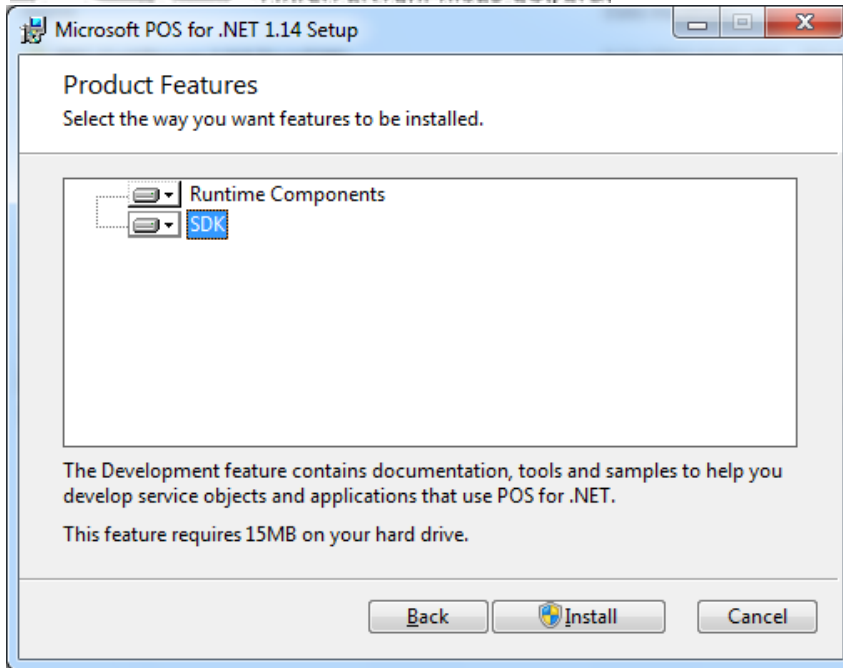 Microsoft POS for .NET 1.14 Setup
Product Features
Select the way you want features to be installed.
Runtime Components
SDK
The Development feature contains documentation, tools and samples to help you
develop service objects and applications that use POS for .NET.
This feature requires 15MB on your hard drive.
Back
Install
Cancel